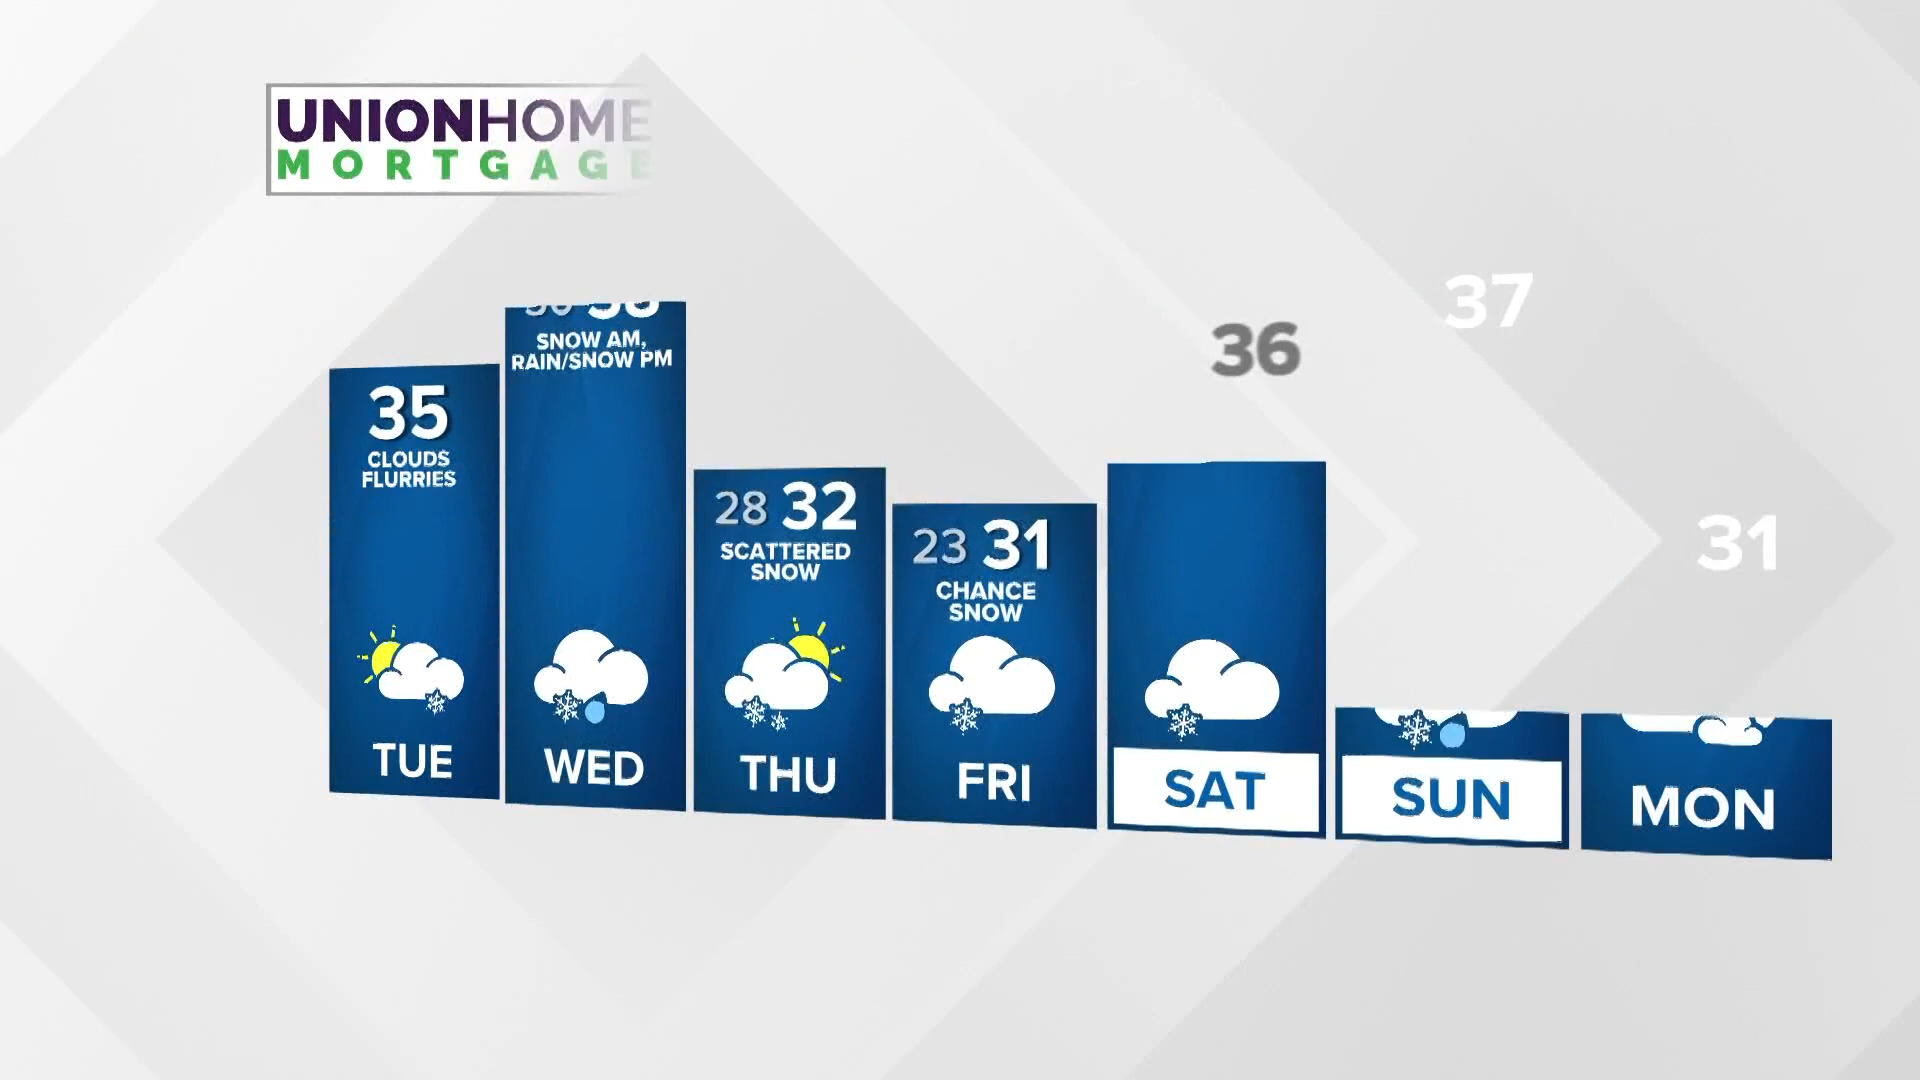 UNIONHOME
MORTGAGE
35
CLOUDS
FLURRIES
TUE
SNOW AM,
RAIN/SNOW PM
WED
28 32
SCATTERED
SNOW
THU
23 31
CHANCE
SNOW
FRI
36
SAT
37
SUN
31
MON